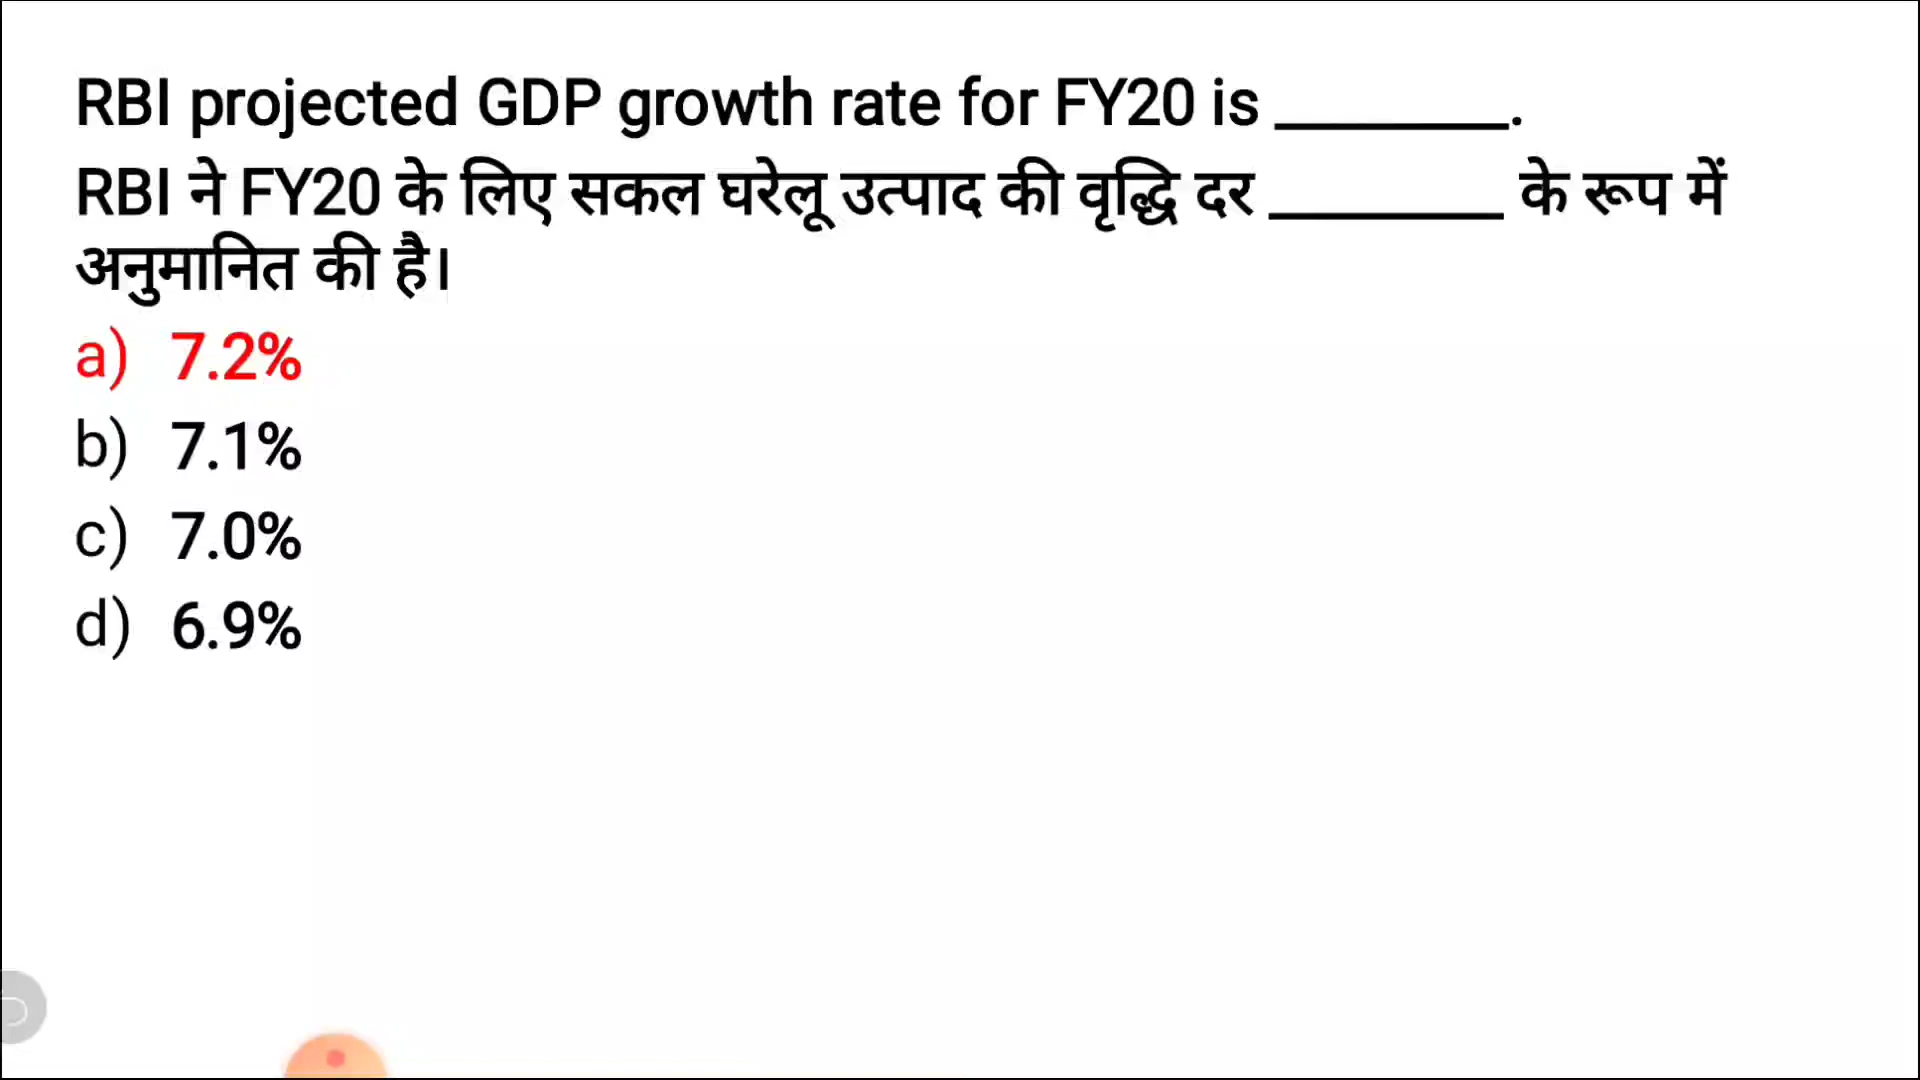 RBI projected GDP growth rate for FY20 is ________.
RBI ने FY20 के लिए सकल घरेलू उत्पाद की वृद्धि दर ________ के रूप में
अनुमानित की है।
a) 7.2%
b) 7.1%
c) 7.0%
d) 6.9%